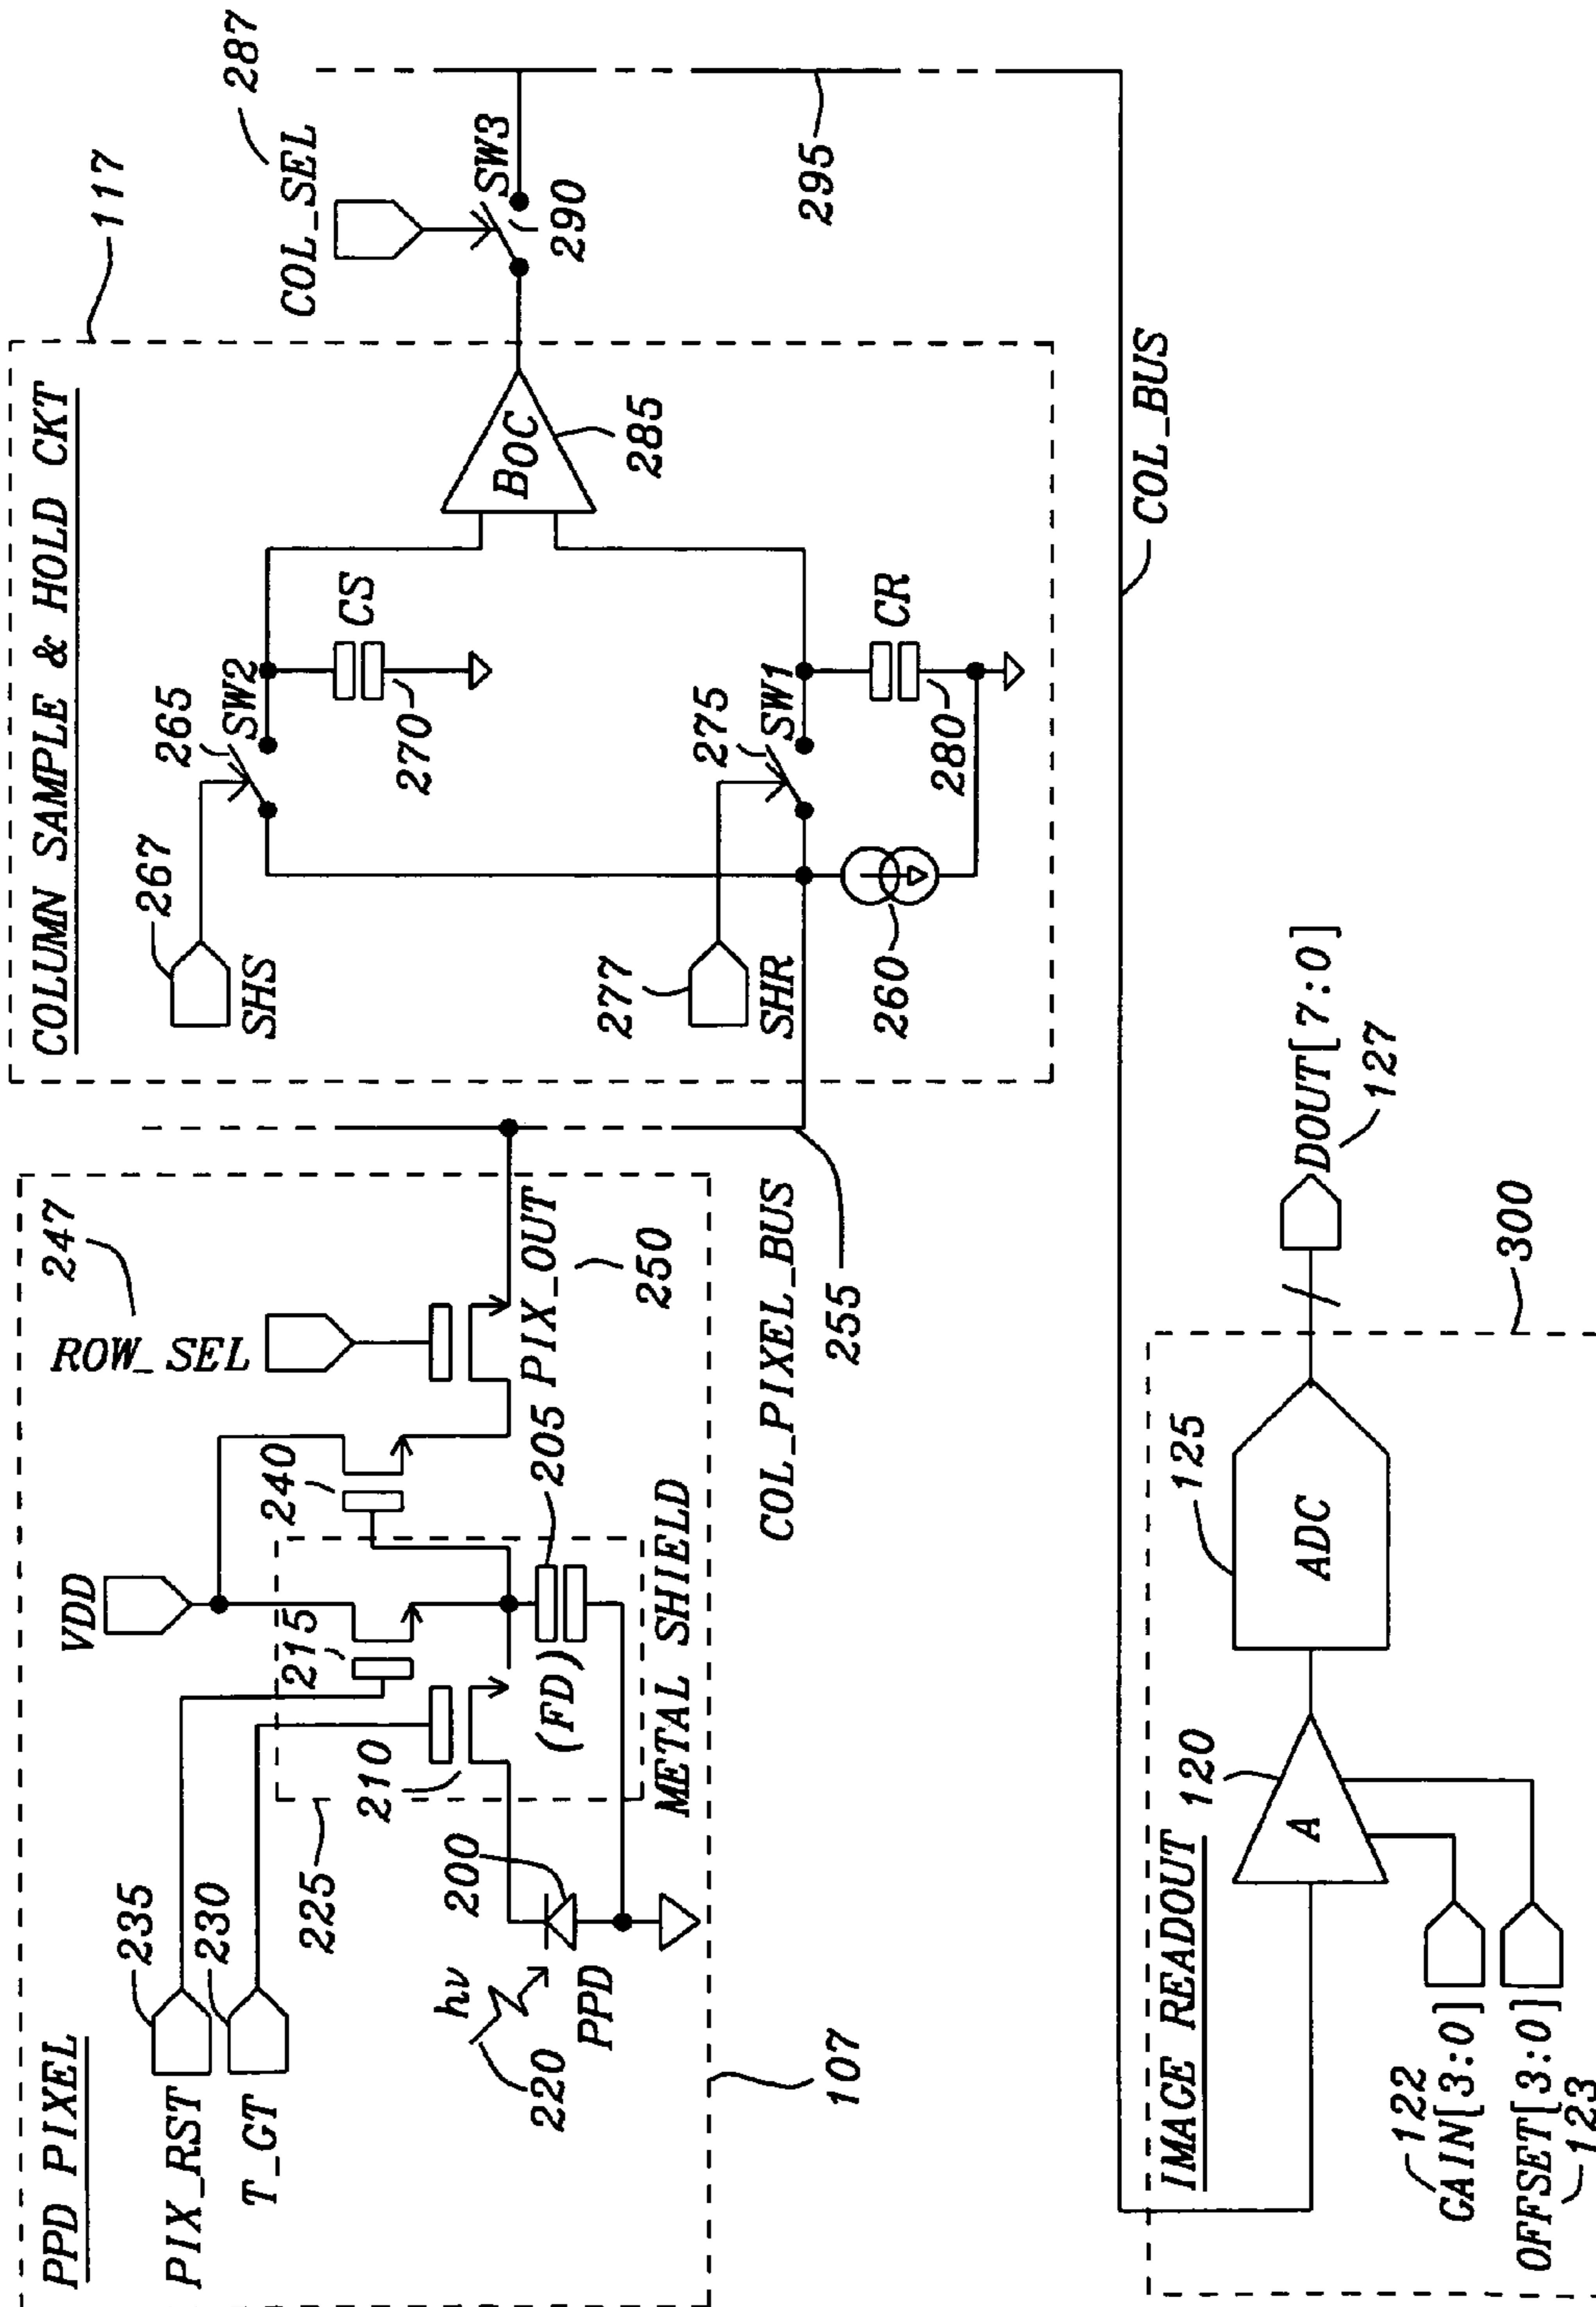 PPD PIXEL
PIX_RST
235
T_GT
230
225
VDD
215
240
ROW_SEL
247
210
hν
220
200
PPD
(FD)
205
METAL SHIELD
PIX_OUT
250
107
COL_PIXEL_BUS
255
COLUMN SAMPLE & HOLD CKT
117
267
SHS
265
SW2
CS
270
277
SHR
275
SW1
CR
280
260
BOC
285
COL_SEL
287
SW3
290
295
COL_BUS
IMAGE READOUT
A
120
122
GAIN[3:0]
OFFSET[3:0]
123
ADC
125
DOUT[7:0]
127
300